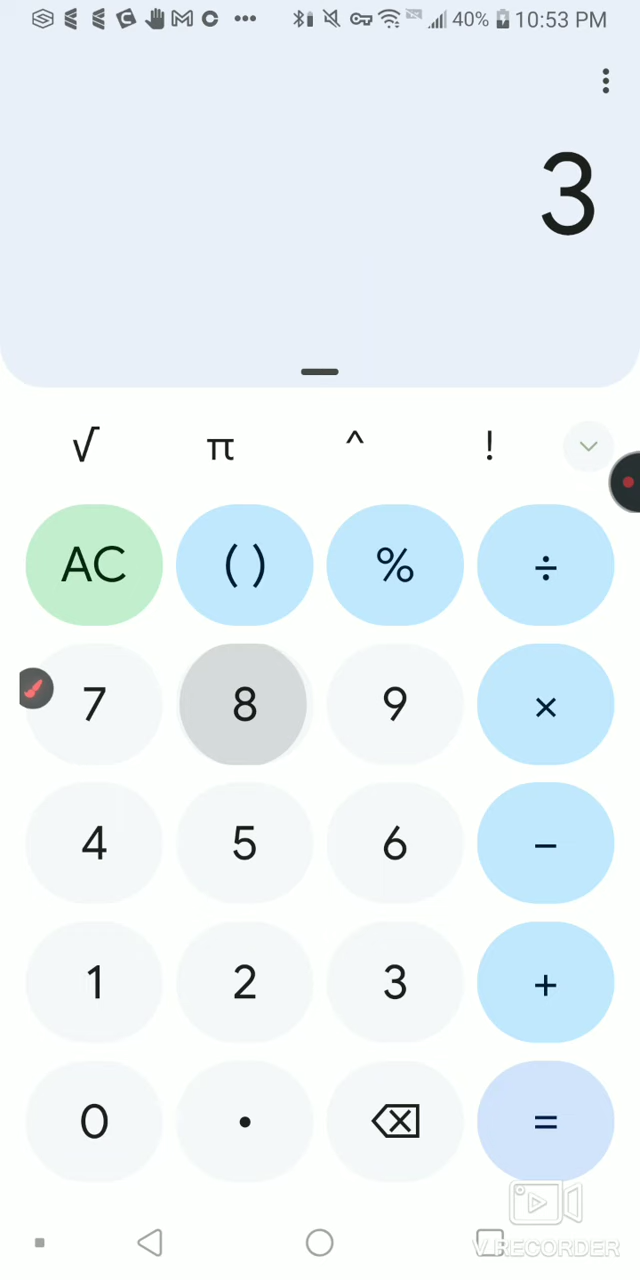 40% 10:53 PM
3
√ π ^ !
AC ( ) % ÷
7 8 9 ×
4 5 6 −
1 2 3 +
0 . =
V RECORDER